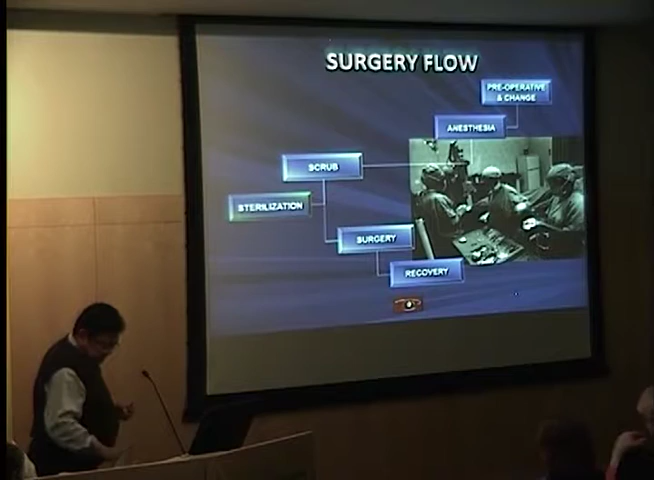 SURGERY FLOW
PRE-OPERATIVE
& CHANGE
ANESTHESIA
SCRUB
STERILIZATION
SURGERY
RECOVERY